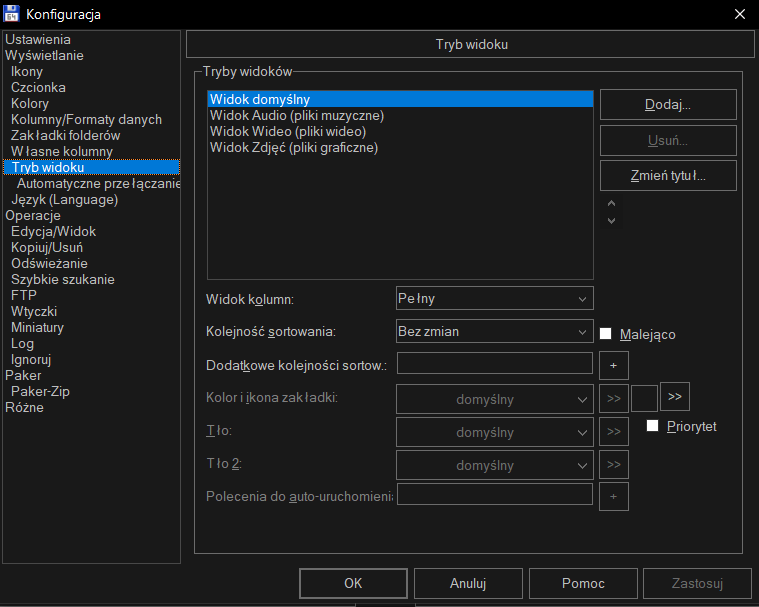 Konfiguracja
Ustawienia
Wyświetlanie
Ikony
Czcionka
Kolory
Kolumny/Formaty danych
Zakładki folderów
Własne kolumny
Tryb widoku
Automatyczne przełączanie
Język (Language)
Operacje
Edycja/Widok
Kopiuj/Usuń
Odświeżanie
Szybkie szukanie
FTP
Wtyczki
Miniatury
Log
Ignoruj
Paker
Paker-Zip
Różne
Tryb widoku
Tryby widoków
Widok domyślny
Widok Audio (pliki muzyczne)
Widok Wideo (pliki wideo)
Widok Zdjęć (pliki graficzne)
Dodaj...
Usuń...
Zmień tytuł...
Widok kolumn: Pełny
Kolejność sortowania: Bez zmian Malejąco
Dodatkowe kolejności sortow.: +
Kolor i ikona zakładki: domyślny >> >>
Tło: domyślny >> Priorytet
Tło 2: domyślny >>
Polecenia do auto-uruchomieni +
OK Anuluj Pomoc Zastosuj